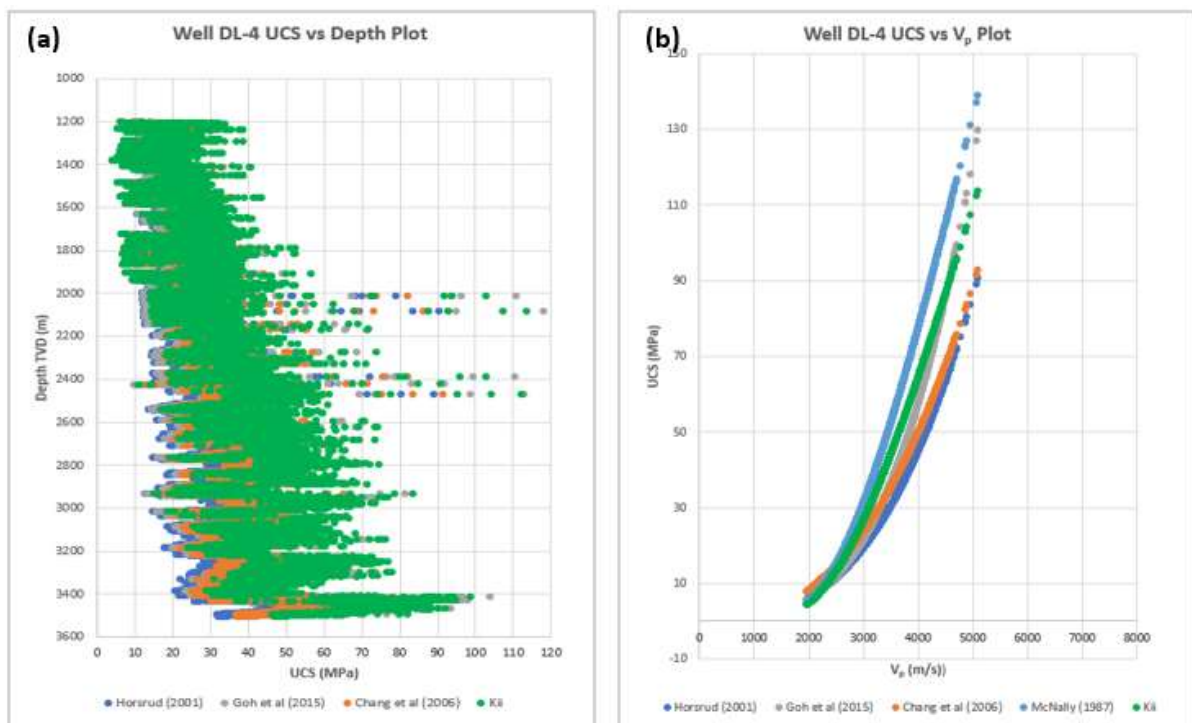 (a)
Well DL-4 UCS vs Depth Plot
1000
1200
1400
1600
1800
2000
2200
2400
2600
2800
3000
3200
3400
3600
Depth TVD (m)
0 10 20 30 40 50 60 70 80 90 100 110 120
UCS (MPa)
Horsrud (2001) Goh et al (2015) Chang et al (2006) Kii
(b)
Well DL-4 UCS vs Vp Plot
150
130
110
90
70
50
30
10
-10
UCS (MPa)
0 1000 2000 3000 4000 5000 6000 7000 8000
Vp (m/s))
Horsrud (2001) Goh et al (2015) Chang et al (2006) McNally (1987) Kii